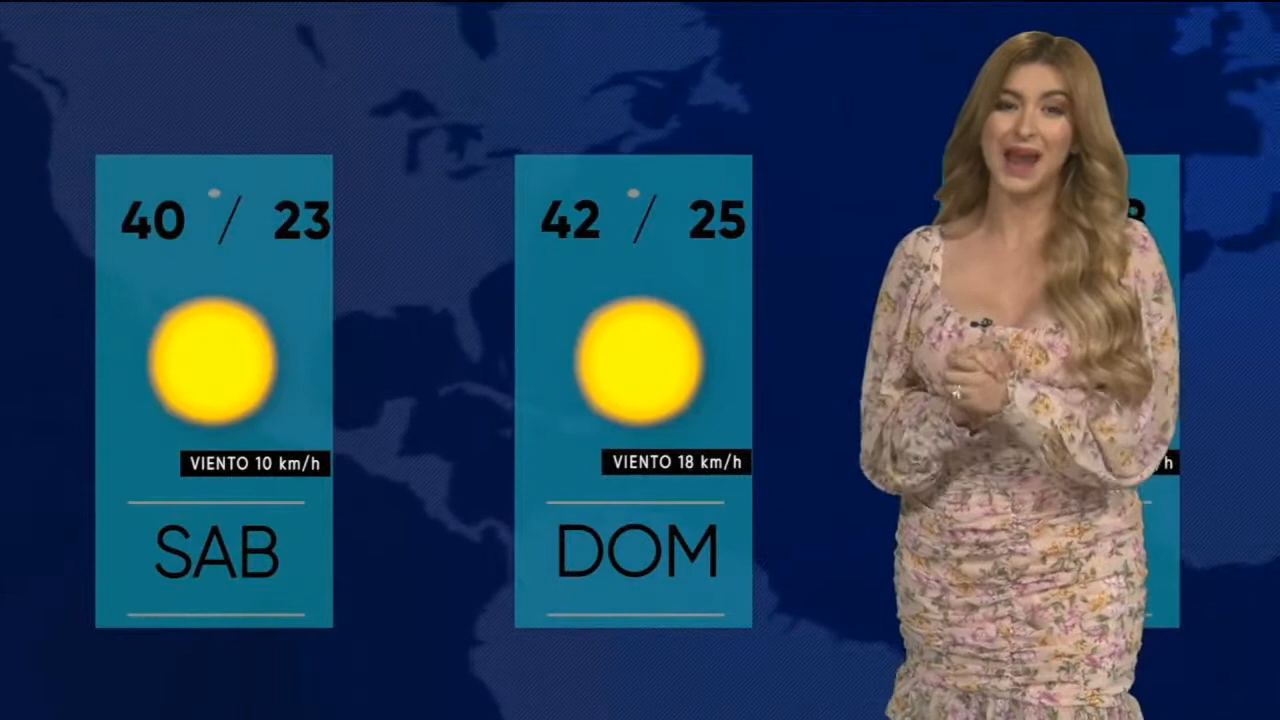 40 / 23
VIENTO 10 km/h
SAB
42 / 25
VIENTO 18 km/h
DOM